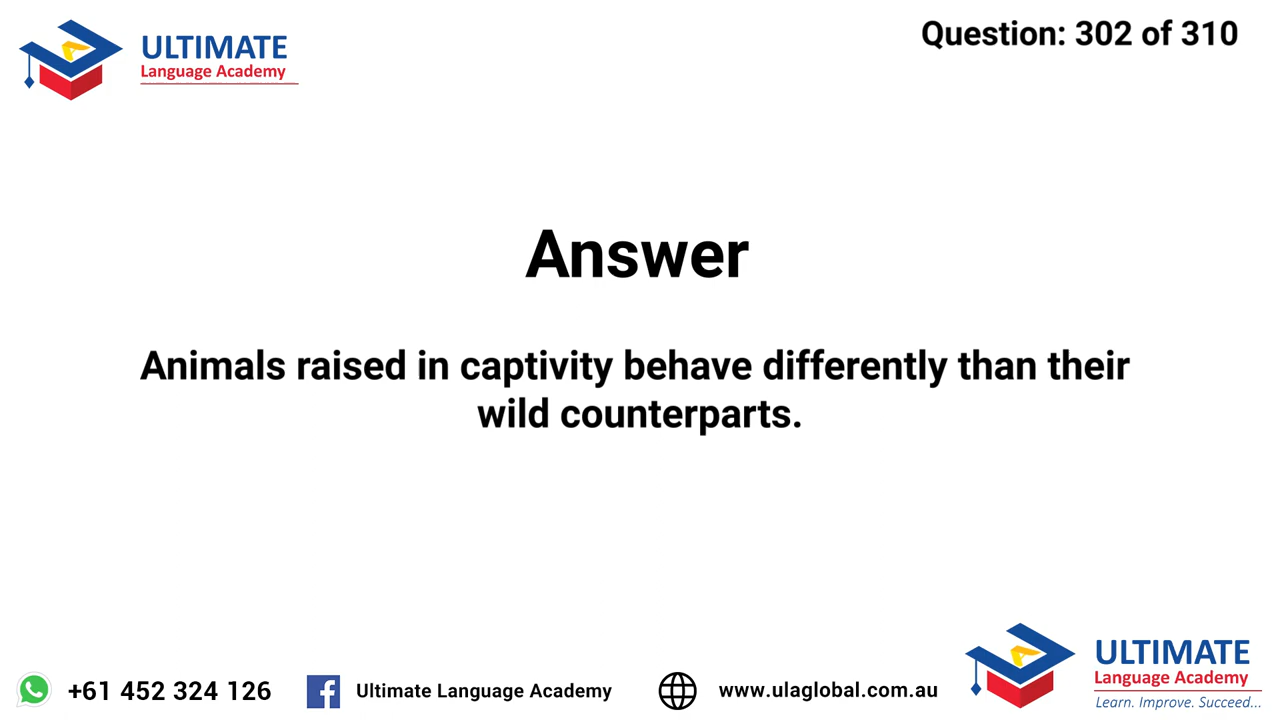 ULTIMATE
Language Academy
Question: 302 of 310
Answer
Animals raised in captivity behave differently than their
wild counterparts.
+61 452 324 126
Ultimate Language Academy
www.ulaglobal.com.au
ULTIMATE
Language Academy
Learn. Improve. Succeed...